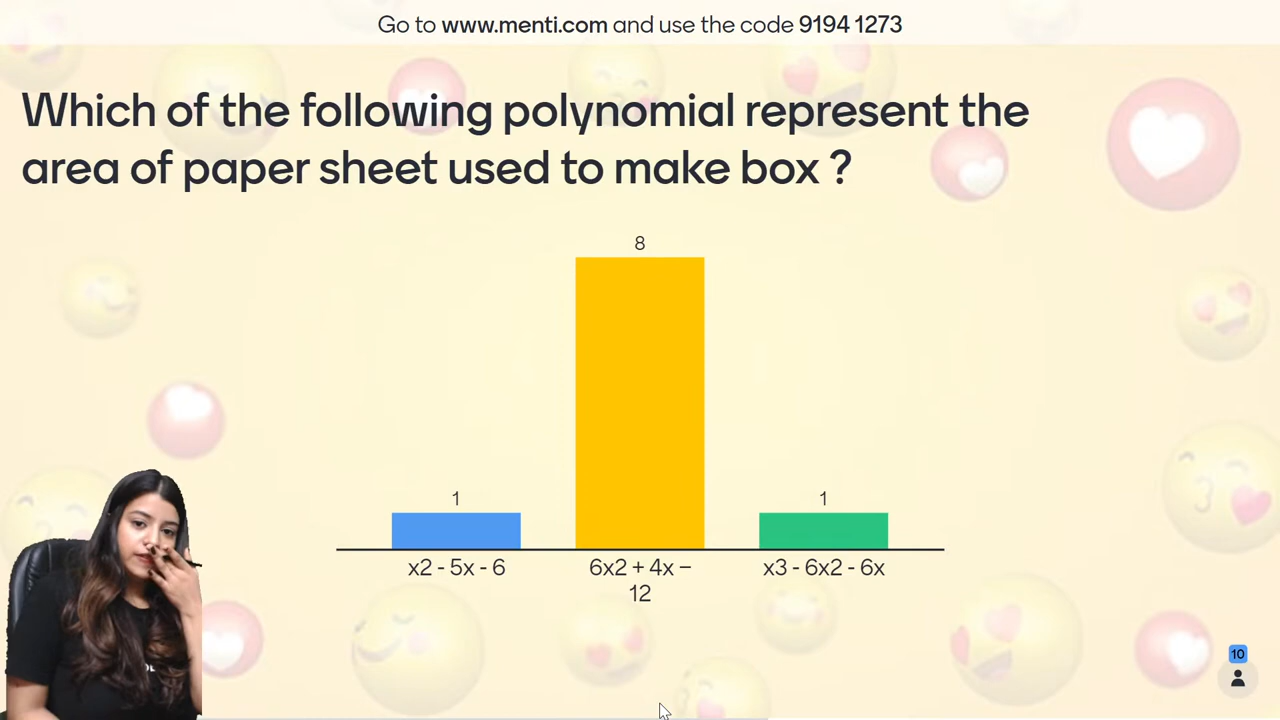 Go to www.menti.com and use the code 9194 1273
Which of the following polynomial represent the
area of paper sheet used to make box ?
8
1
1
x2 - 5x - 6
6x2 + 4x –
12
x3 - 6x2 - 6x
10